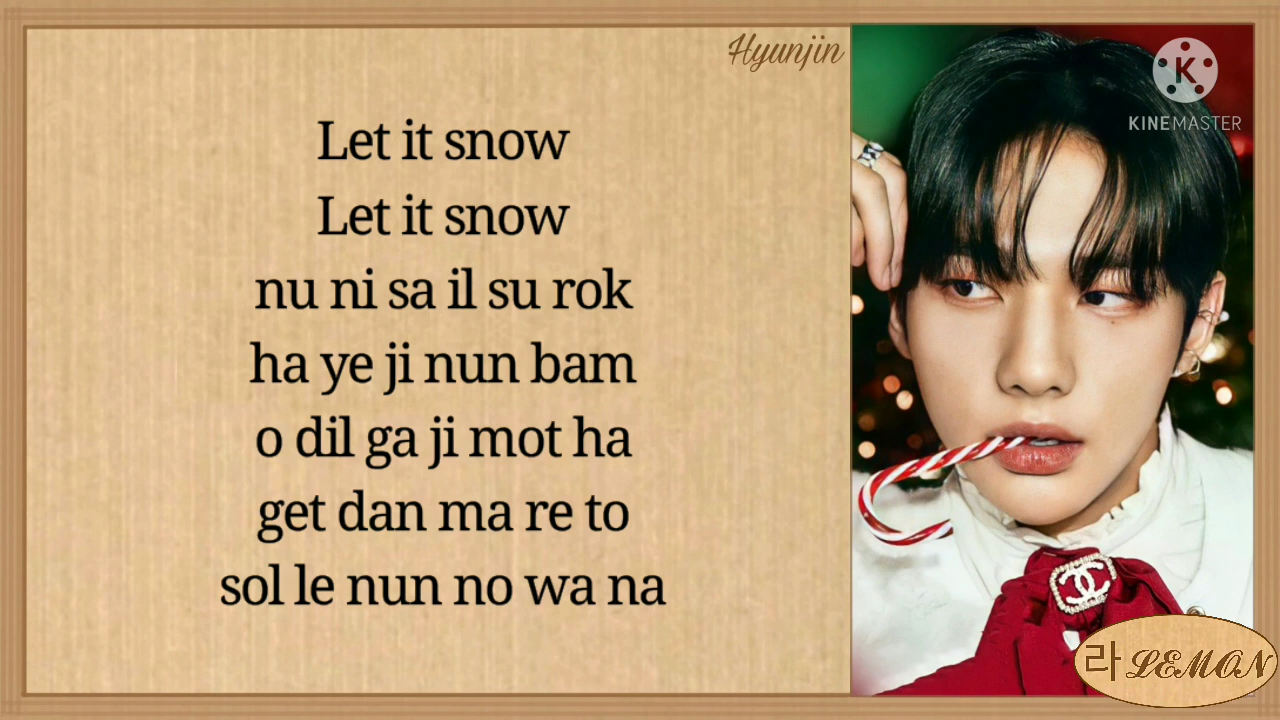 Hyunjin
Let it snow
Let it snow
nu ni sa il su rok
ha ye ji nun bam
o dil ga ji mot ha
get dan ma re to
sol le nun no wa na
K
KINEMASTER
라 LEMON